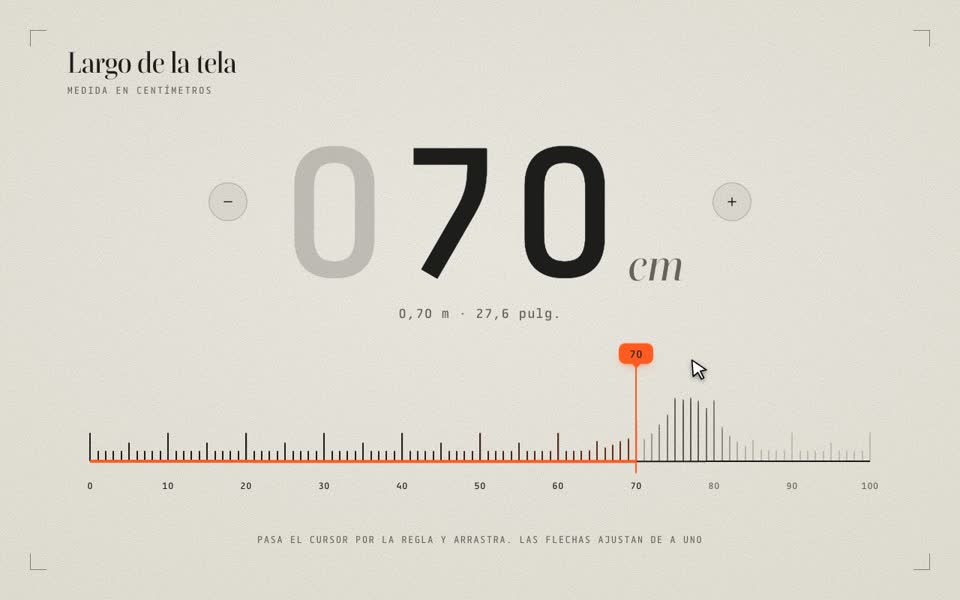 Largo de la tela
MEDIDA EN CENTÍMETROS
− 070 cm +
0,70 m · 27,6 pulg.
70
0 10 20 30 40 50 60 70 80 90 100
PASA EL CURSOR POR LA REGLA Y ARRASTRA. LAS FLECHAS AJUSTAN DE A UNO